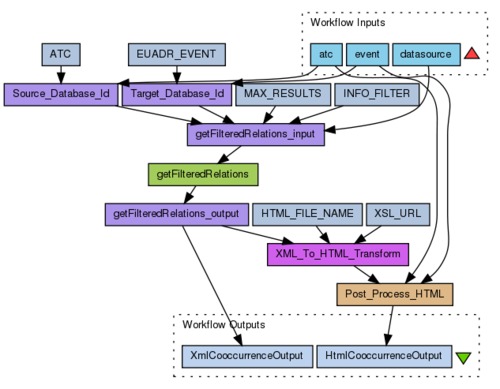 Workflow Inputs
ATC
EUADR_EVENT
atc
event
datasource
Source_Database_Id
Target_Database_Id
MAX_RESULTS
INFO_FILTER
getFilteredRelations_input
getFilteredRelations
getFilteredRelations_output
HTML_FILE_NAME
XSL_URL
XML_To_HTML_Transform
Post_Process_HTML
Workflow Outputs
XmlCooccurrenceOutput
HtmlCooccurrenceOutput